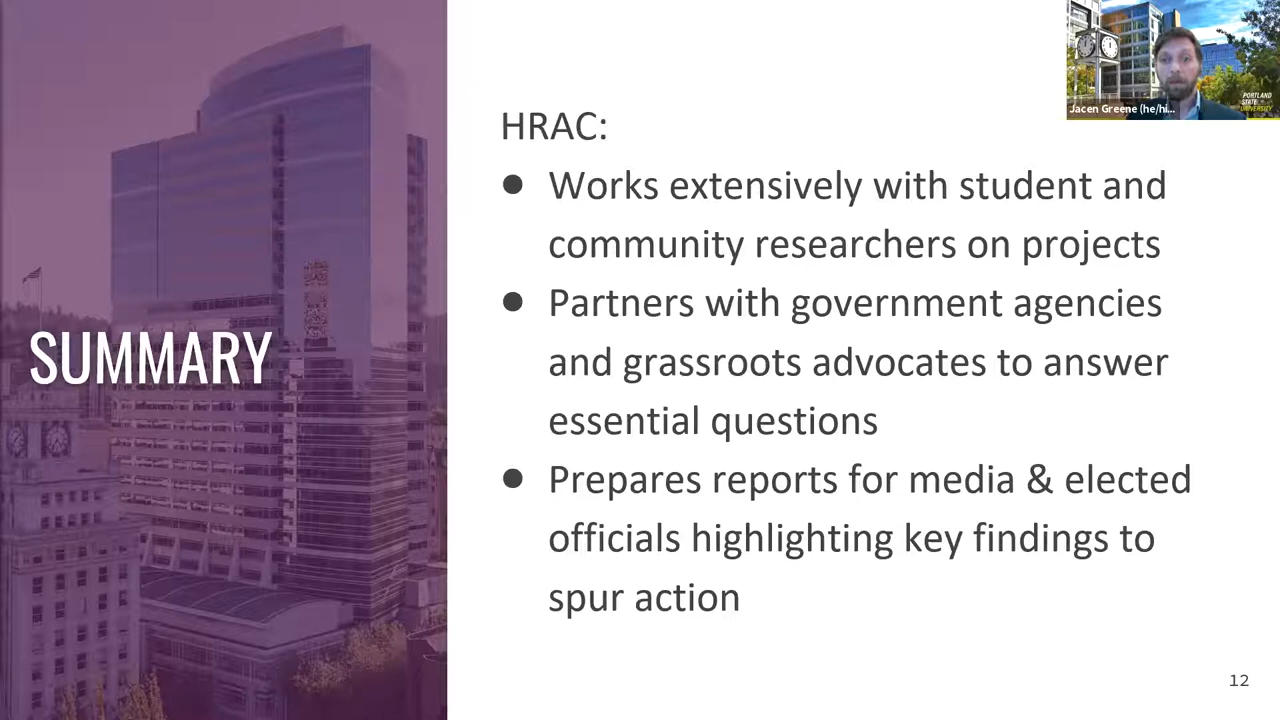 PORTLAND
STATE
UNIVERSITY
Jacen Greene (he/hi...
HRAC:
● Works extensively with student and
community researchers on projects
● Partners with government agencies
and grassroots advocates to answer
essential questions
● Prepares reports for media & elected
officials highlighting key findings to
spur action
SUMMARY
12